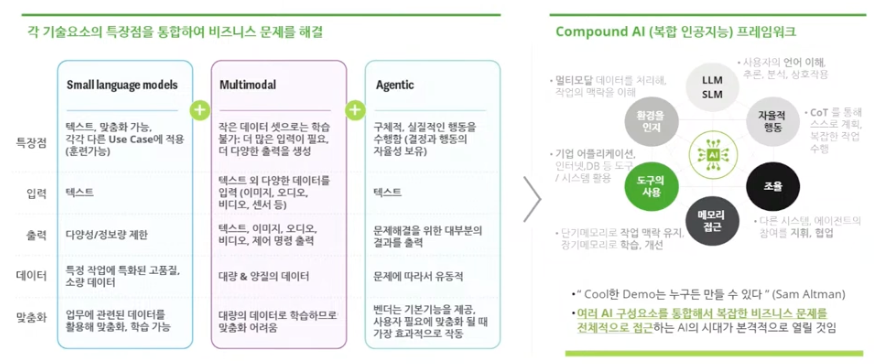 각 기술요소의 특장점을 통합하여 비즈니스 문제를 해결
Small language models
+
Multimodal
+
Agentic
특장점
텍스트, 맞춤화 가능,
각각 다른 Use Case에 적용
(훈련가능)
작은 데이터 셋으로는 학습
불가: 더 많은 입력이 필요,
더 다양한 출력을 생성
구체적, 실질적인 행동을
수행함 (결정과 행동의
자율성 보유)
입력
텍스트
텍스트 외 다양한 데이터를
입력 (이미지, 오디오,
비디오, 센서 등)
텍스트
출력
다양성/정보량 제한
텍스트, 이미지, 오디오,
비디오, 제어 명령 출력
문제해결을 위한 대부분의
결과를 출력
데이터
특정 작업에 특화된 고품질,
소량 데이터
대량 & 양질의 데이터
문제에 따라서 유동적
맞춤화
업무에 관련된 데이터를
활용해 맞춤화, 학습 가능
대량의 데이터로 학습하므로
맞춤화 어려움
벤더는 기본기능을 제공,
사용자 필요에 맞춤화 될 때
가장 효과적으로 작동
Compound AI (복합 인공지능) 프레임워크
LLM
SLM
• 사용자의 언어 이해,
추론, 분석, 상호작용
• 멀티모달 데이터를 처리해,
작업의 맥락을 이해
환경을
인지
자율적
행동
• CoT 를 통해
스스로 계획,
복잡한 작업
수행
AI
• 기업 어플리케이션,
인터넷,DB 등 도구
/ 시스템 활용
도구의
사용
조율
메모리
접근
• 단기메모리로 작업 맥락 유지,
장기메모리로 학습, 개선
• 다른 시스템, 에이전트의
참여를 지휘, 협업
•“ Cool한 Demo는 누구든 만들 수 있다 ” (Sam Altman)
•여러 AI 구성요소를 통합해서 복잡한 비즈니스 문제를
전체적으로 접근하는 AI의 시대가 본격적으로 열릴 것임